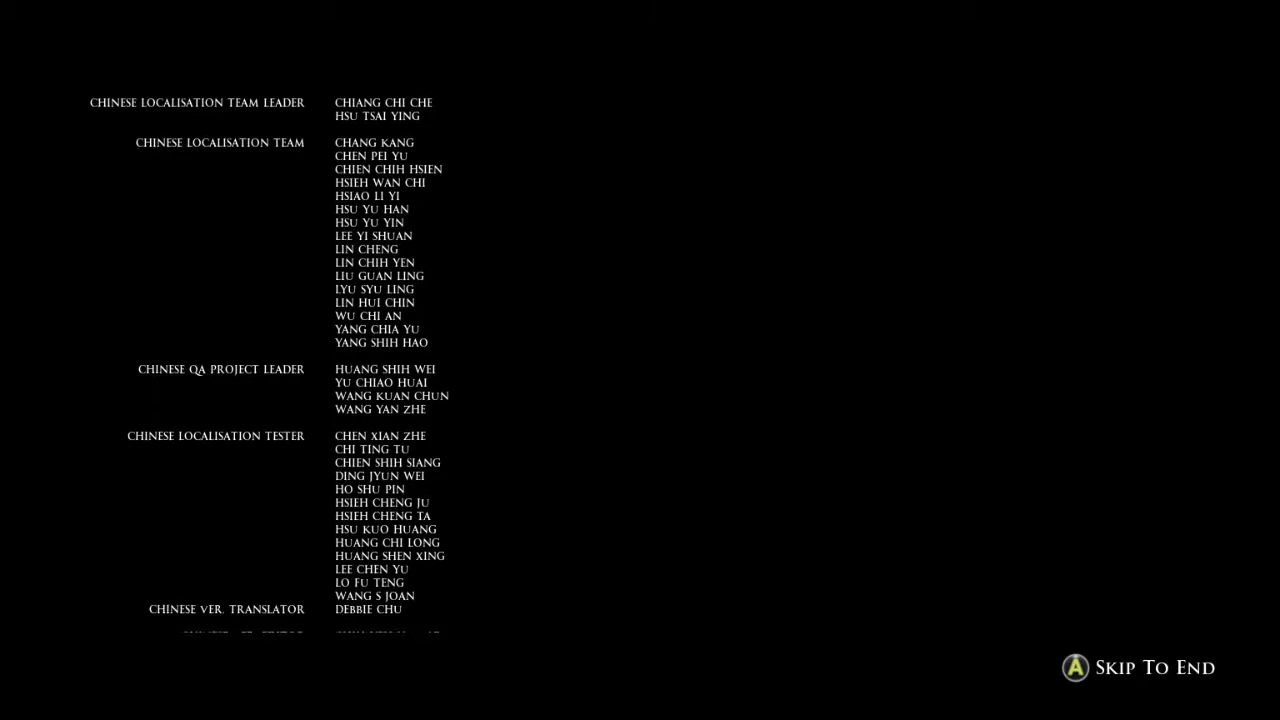 CHINESE LOCALISATION TEAM LEADER CHIANG CHI CHE
HSU TSAI YING
CHINESE LOCALISATION TEAM CHANG KANG
CHEN PEI YU
CHIEN CHIH HSIEN
HSIEH WAN CHI
HSIAO LI YI
HSU YU HAN
HSU YU YIN
LEE YI SHUAN
LIN CHENG
LIN CHIH YEN
LIU GUAN LING
LYU SYU LING
LIN HUI CHIN
WU CHI AN
YANG CHIA YU
YANG SHIH HAO
CHINESE QA PROJECT LEADER HUANG SHIH WEI
YU CHIAO HUAI
WANG KUAN CHUN
WANG YAN ZHE
CHINESE LOCALISATION TESTER CHEN XIAN ZHE
CHI TING TU
CHIEN SHIH SIANG
DING JYUN WEI
HO SHU PIN
HSIEH CHENG JU
HSIEH CHENG TA
HSU KUO HUANG
HUANG CHI LONG
HUANG SHEN XING
LEE CHEN YU
LO FU TENG
WANG S JOAN
CHINESE VER. TRANSLATOR DEBBIE CHU
A Skip To End